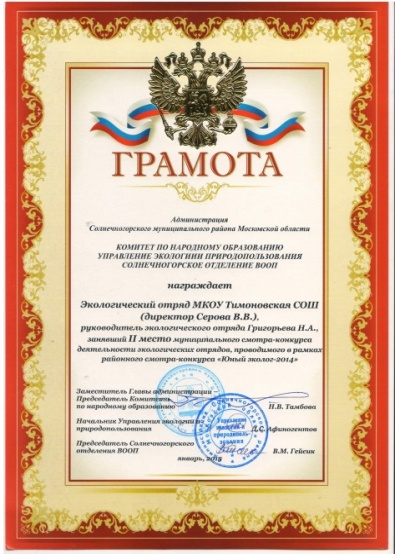 ГРАМОТА
Администрация
Солнечногорского муниципального района Московской области
КОМИТЕТ ПО НАРОДНОМУ ОБРАЗОВАНИЮ
УПРАВЛЕНИЕ ЭКОЛОГИИИ ПРИРОДОПОЛЬЗОВАНИЯ
СОЛНЕЧНОГОРСКОЕ ОТДЕЛЕНИЕ ВООП
награждает
Экологический отряд МКОУ Тимоновская СОШ
(директор Серова В.В.),
руководитель экологического отряда Григорьева Н.А.,
занявший II место муниципального смотра-конкурса
деятельности экологических отрядов, проводимого в рамках
районного смотра-конкурса «Юный эколог-2014»
Заместитель Главы администрации
Председатель Комитета
по народному образованию Н.В. Тамбова
Начальник Управления экологии и
природопользования Д.С. Афиногентов
Председатель Солнечногорского
отделения ВООП В.М. Гейсик
январь, 2015